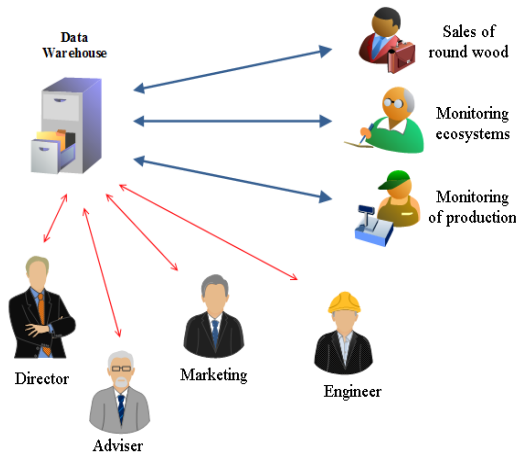 Data
Warehouse
Sales of
round wood
Monitoring
ecosystems
Monitoring
of production
Director
Marketing
Engineer
Adviser